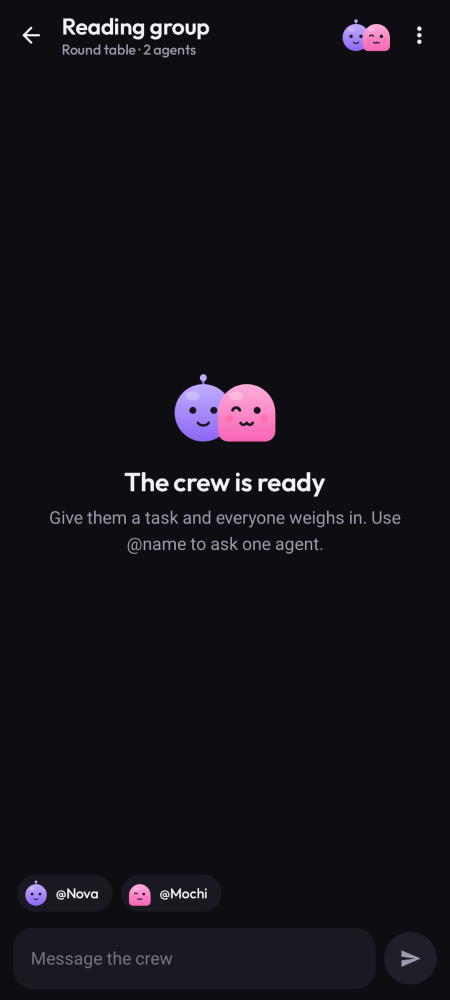 Reading group
Round table · 2 agents
The crew is ready
Give them a task and everyone weighs in. Use
@name to ask one agent.
@Nova
@Mochi
Message the crew